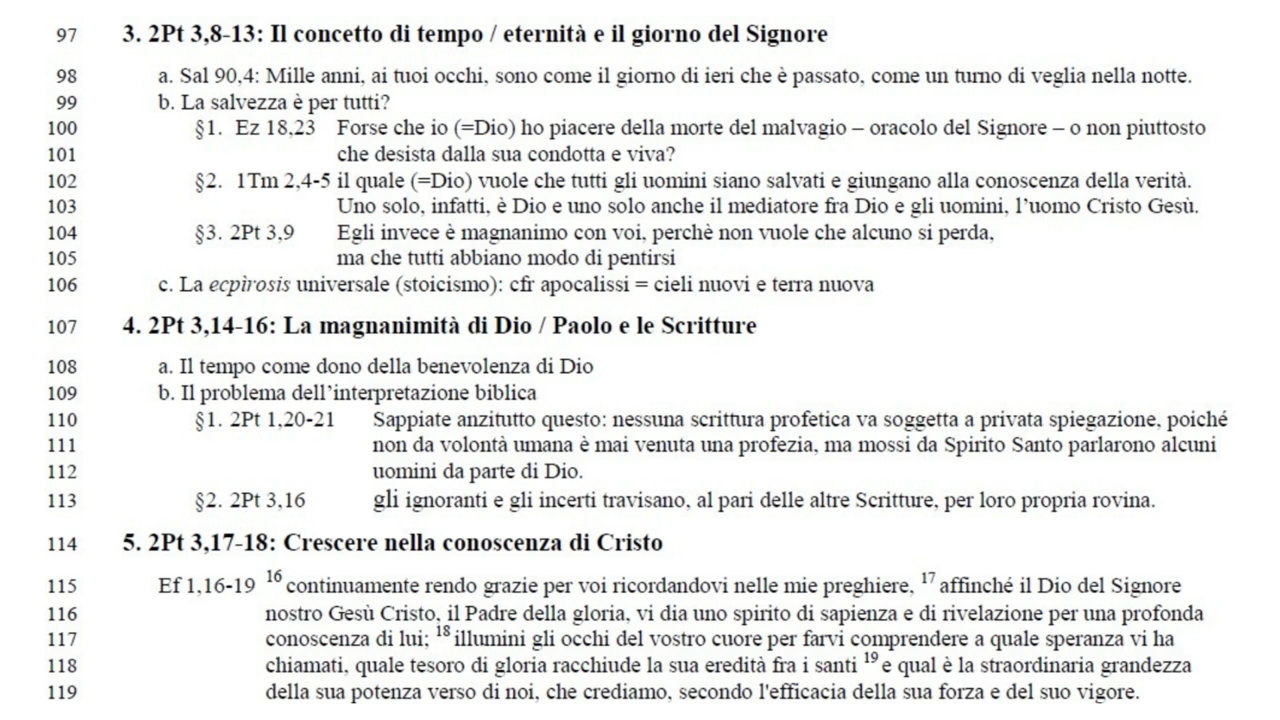 97 3. 2Pt 3,8-13: Il concetto di tempo / eternità e il giorno del Signore
98 a. Sal 90,4: Mille anni, ai tuoi occhi, sono come il giorno di ieri che è passato, come un turno di veglia nella notte.
99 b. La salvezza è per tutti?
100 §1. Ez 18,23 Forse che io (=Dio) ho piacere della morte del malvagio – oracolo del Signore – o non piuttosto
101 che desista dalla sua condotta e viva?
102 §2. 1Tm 2,4-5 il quale (=Dio) vuole che tutti gli uomini siano salvati e giungano alla conoscenza della verità.
103 Uno solo, infatti, è Dio e uno solo anche il mediatore fra Dio e gli uomini, l’uomo Cristo Gesù.
104 §3. 2Pt 3,9 Egli invece è magnanimo con voi, perchè non vuole che alcuno si perda,
105 ma che tutti abbiano modo di pentirsi
106 c. La ecpìrosis universale (stoicismo): cfr apocalissi = cieli nuovi e terra nuova
107 4. 2Pt 3,14-16: La magnanimità di Dio / Paolo e le Scritture
108 a. Il tempo come dono della benevolenza di Dio
109 b. Il problema dell’interpretazione biblica
110 §1. 2Pt 1,20-21 Sappiate anzitutto questo: nessuna scrittura profetica va soggetta a privata spiegazione, poiché
111 non da volontà umana è mai venuta una profezia, ma mossi da Spirito Santo parlarono alcuni
112 uomini da parte di Dio.
113 §2. 2Pt 3,16 gli ignoranti e gli incerti travisano, al pari delle altre Scritture, per loro propria rovina.
114 5. 2Pt 3,17-18: Crescere nella conoscenza di Cristo
115 Ef 1,16-19 16 continuamente rendo grazie per voi ricordandovi nelle mie preghiere, 17 affinché il Dio del Signore
116 nostro Gesù Cristo, il Padre della gloria, vi dia uno spirito di sapienza e di rivelazione per una profonda
117 conoscenza di lui; 18 illumini gli occhi del vostro cuore per farvi comprendere a quale speranza vi ha
118 chiamati, quale tesoro di gloria racchiude la sua eredità fra i santi 19 e qual è la straordinaria grandezza
119 della sua potenza verso di noi, che crediamo, secondo l'efficacia della sua forza e del suo vigore.